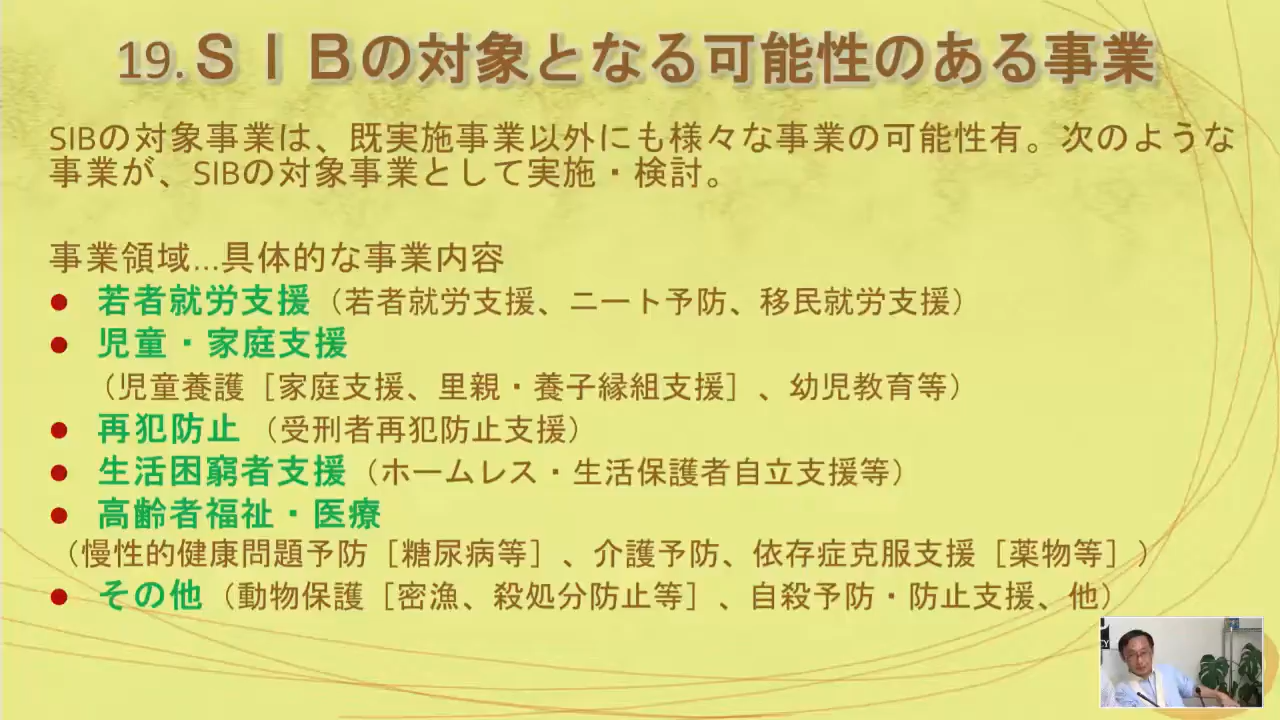 19.ＳＩＢの対象となる可能性のある事業
SIBの対象事業は、既実施事業以外にも様々な事業の可能性有。次のような
事業が、SIBの対象事業として実施・検討。
事業領域...具体的な事業内容
● 若者就労支援（若者就労支援、ニート予防、移民就労支援）
● 児童・家庭支援
（児童養護［家庭支援、里親・養子縁組支援］、幼児教育等）
● 再犯防止（受刑者再犯防止支援）
● 生活困窮者支援（ホームレス・生活保護者自立支援等）
● 高齢者福祉・医療
（慢性的健康問題予防［糖尿病等］、介護予防、依存症克服支援［薬物等］）
● その他（動物保護［密漁、殺処分防止等］、自殺予防・防止支援、他）